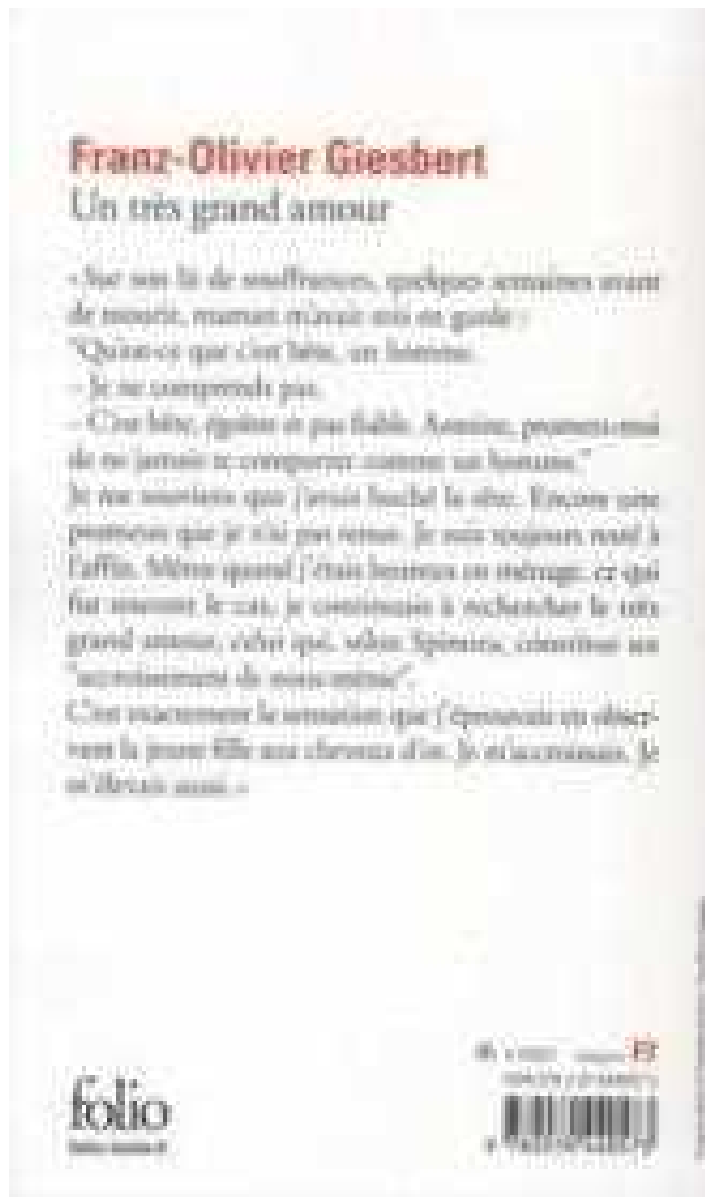 Franz-Olivier Giesbert
Un très grand amour
« Sur son lit de souffrances, quelques semaines avant
de mourir, maman m'avait mis en garde :
"Qu'est-ce que c'est bête, un homme.
– Je ne comprends pas.
– C'est bête, égoïste et pas fiable. Antoine, promets-moi
de ne jamais te comporter comme un homme."
Je me souviens que j'avais hoché la tête. Encore une
promesse que je n'ai pas tenue. Je suis toujours resté à
l'affût. Même quand j'étais heureux en ménage, ce qui
fut souvent le cas, je continuais à rechercher le très
grand amour, celui qui, selon Spinoza, constitue un
"accroissement de nous-même".
C'est exactement la sensation que j'éprouvais en obser-
vant la jeune fille aux cheveux d'or. Je m'accroissais. Je
m'élevais aussi. »
folio